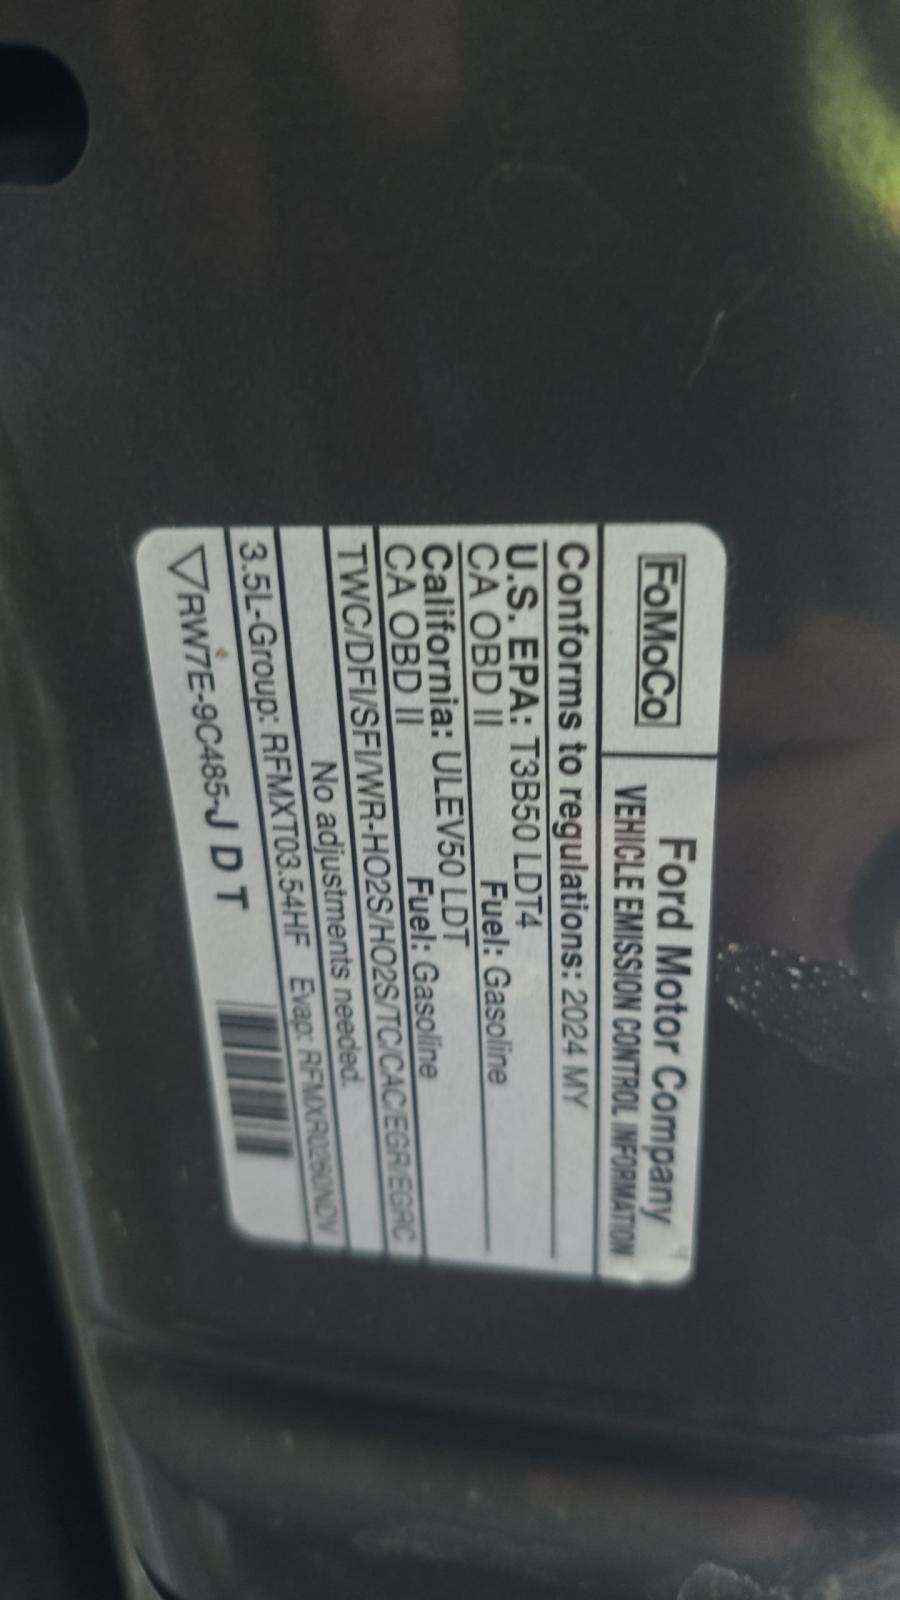 FoMoCo
Ford Motor Company
VEHICLE EMISSION CONTROL INFORMATION
Conforms to regulations: 2024 MY
U.S. EPA: T3B50 LDT4
CA OBD II Fuel: Gasoline
California: ULEV50 LDT
CA OBD II Fuel: Gasoline
TWC/DFI/SFI/WR-HO2S/HO2S/TC/CAC/EGR/EGRC
No adjustments needed.
3.5L-Group: RFMXT03.54HF Evap: RFMXR0260NDV
RW7E-9C485-J D T